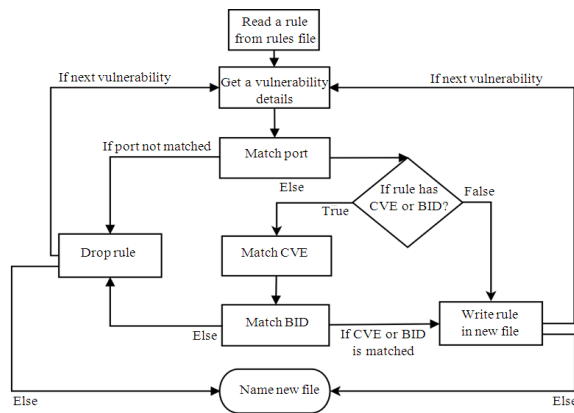 Read a rule
from rules file
If next vulnerability
If next vulnerability
Get a vulnerability
details
If port not matched
Match port
Else
If rule has
CVE or BID?
False
True
Drop rule
Match CVE
Match BID
Write rule
in new file
Else
If CVE or BID
is matched
Name new file
Else
Else